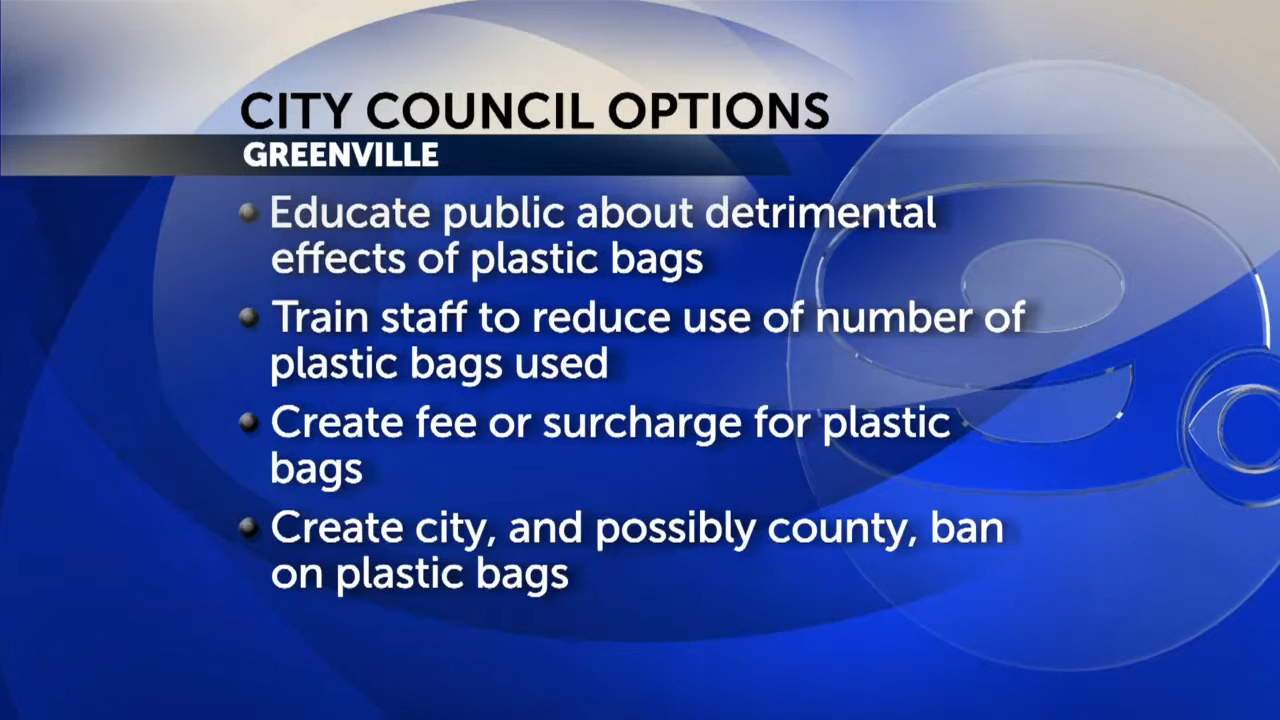 CITY COUNCIL OPTIONS
GREENVILLE
Educate public about detrimental
effects of plastic bags
Train staff to reduce use of number of
plastic bags used
Create fee or surcharge for plastic
bags
Create city, and possibly county, ban
on plastic bags
9